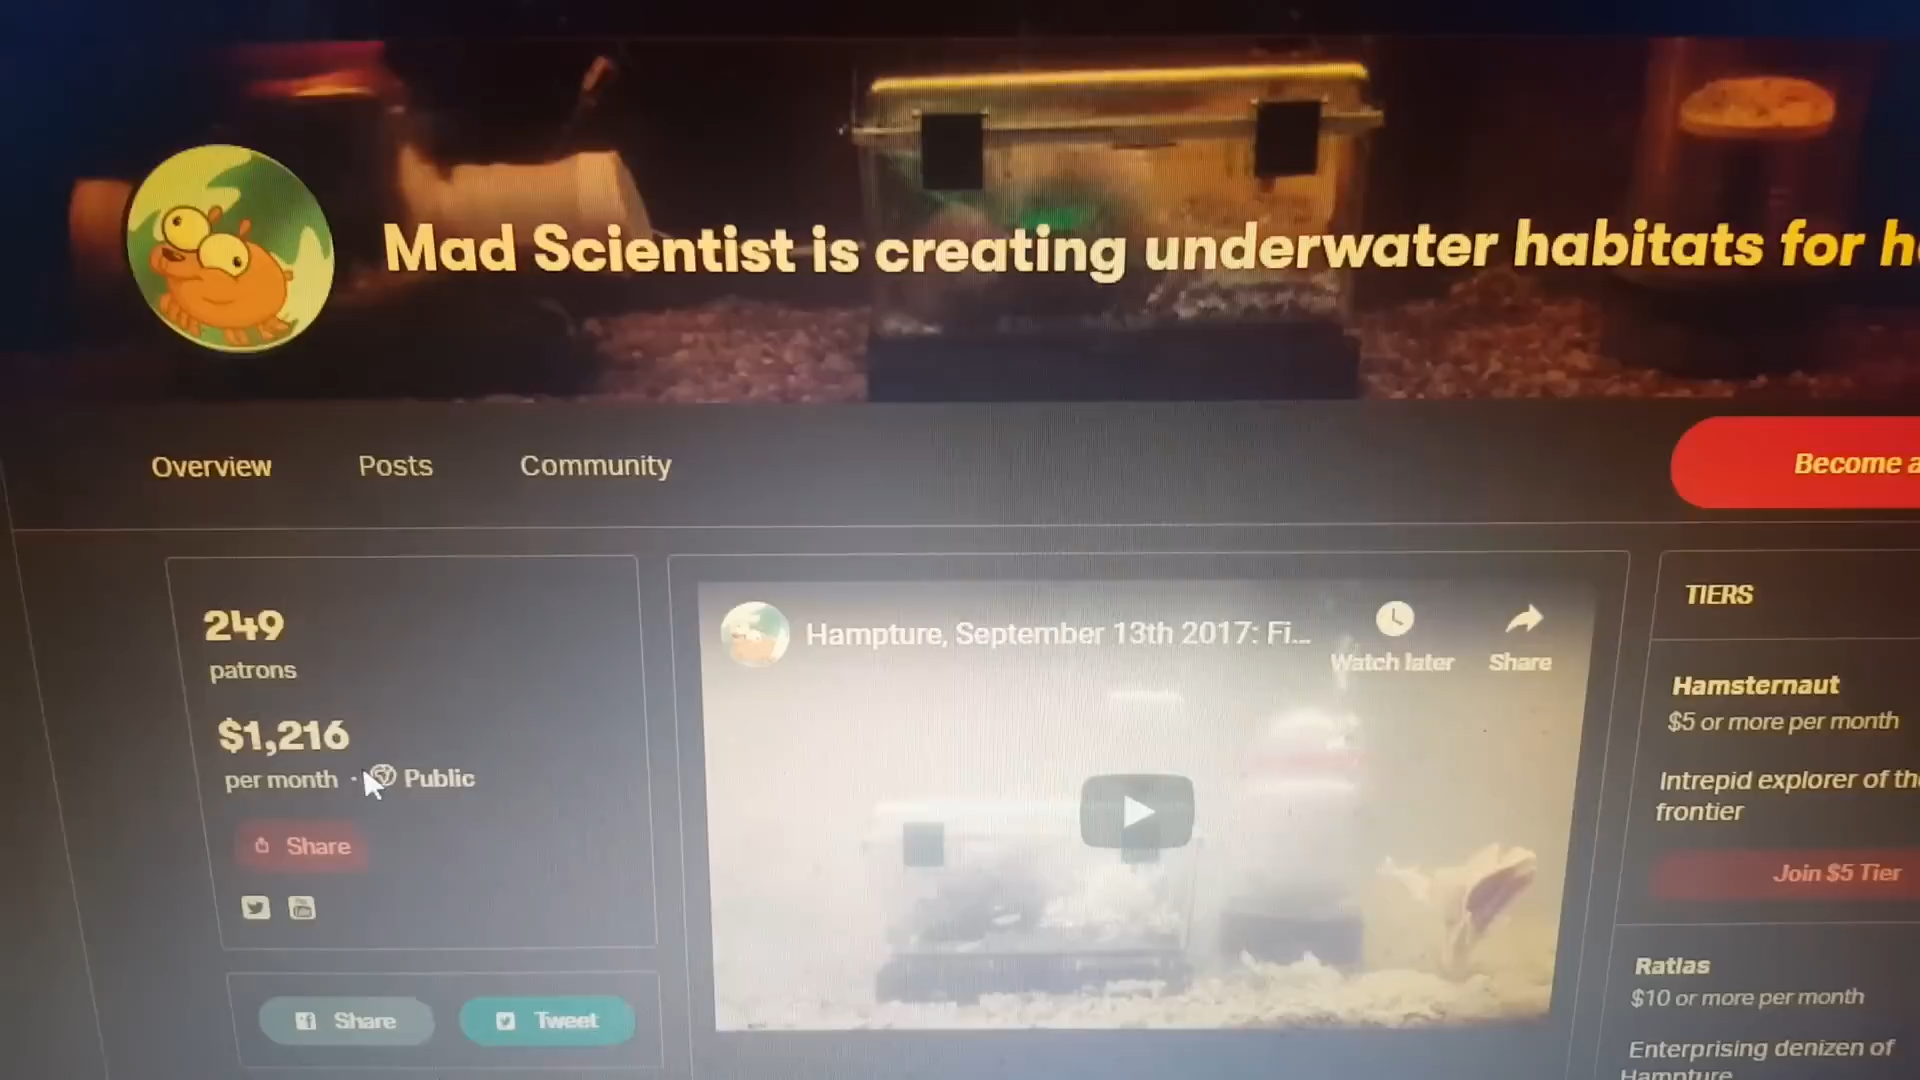 Mad Scientist is creating underwater habitats for h
Overview
Posts
Community
Become a
249
patrons
$1,216
per month · Public
Share
Share
Tweet
Hampture, September 13th 2017: Fi...
Watch later
Share
TIERS
Hamsternaut
$5 or more per month
Intrepid explorer of the
frontier
Join $5 Tier
Ratlas
$10 or more per month
Enterprising denizen of
Hampture